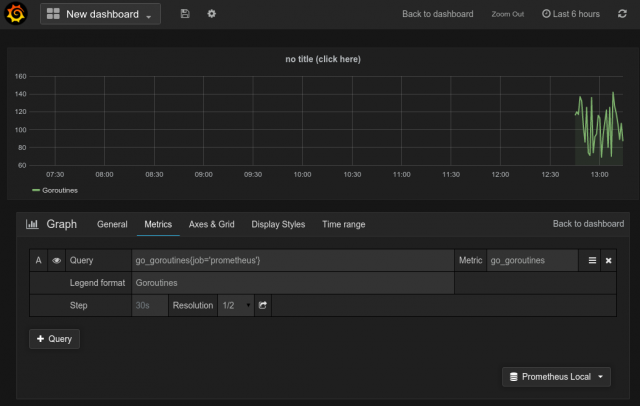 New dashboard
Back to dashboard Zoom Out Last 6 hours
no title (click here)
160
140
120
100
80
60
07:30 08:00 08:30 09:00 09:30 10:00 10:30 11:00 11:30 12:00 12:30 13:00
Goroutines
Graph General Metrics Axes & Grid Display Styles Time range Back to dashboard
A Query go_goroutines{job='prometheus'} Metric go_goroutines
Legend format Goroutines
Step 30s Resolution 1/2
+ Query
Prometheus Local